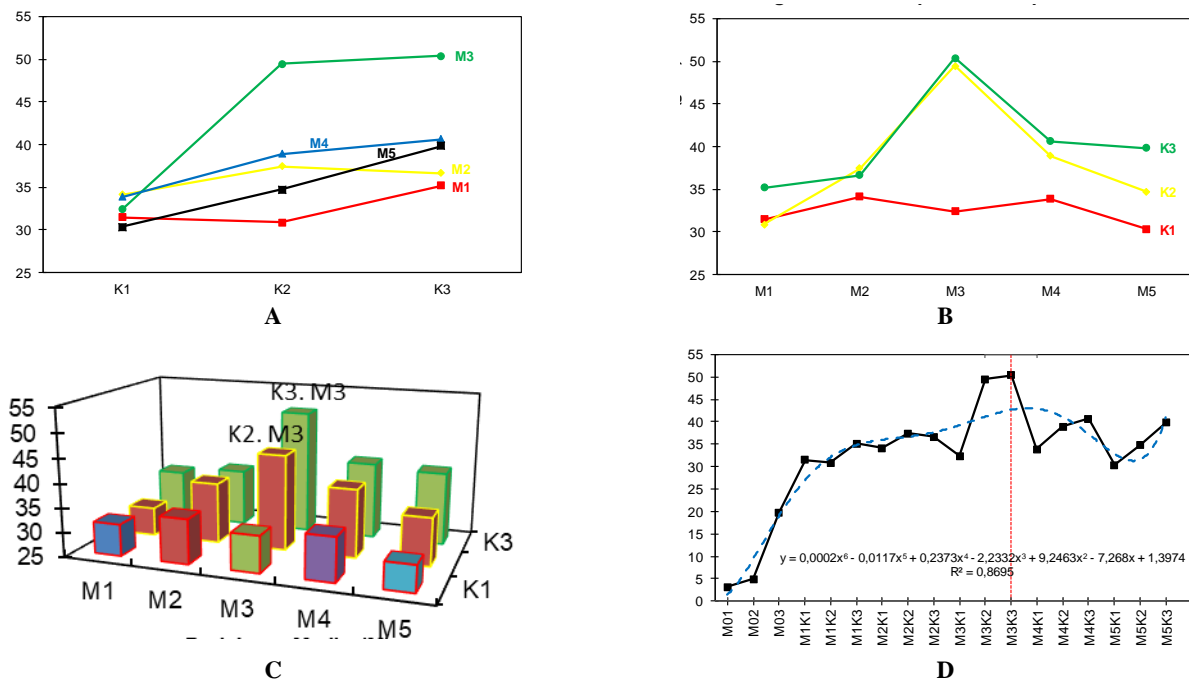 55
50
45
40
35
30
25
K1
K2
K3
M3
M4
M5
M2
M1
A
55
50
45
40
35
30
25
M1
M2
M3
M4
M5
K3
K2
K1
B
K3. M3
K2. M3
55
50
45
40
35
30
25
M1
M2
M3
M4
M5
K3
K1
C
55
50
45
40
35
30
25
20
15
10
5
0
y = 0,0002x⁶ - 0,0117x⁵ + 0,2373x⁴ - 2,2332x³ + 9,2463x² - 7,268x + 1,3974
R² = 0,8695
M01
M02
M03
M1K1
M1K2
M1K3
M2K1
M2K2
M2K3
M3K1
M3K2
M3K3
M4K1
M4K2
M4K3
M5K1
M5K2
M5K3
D